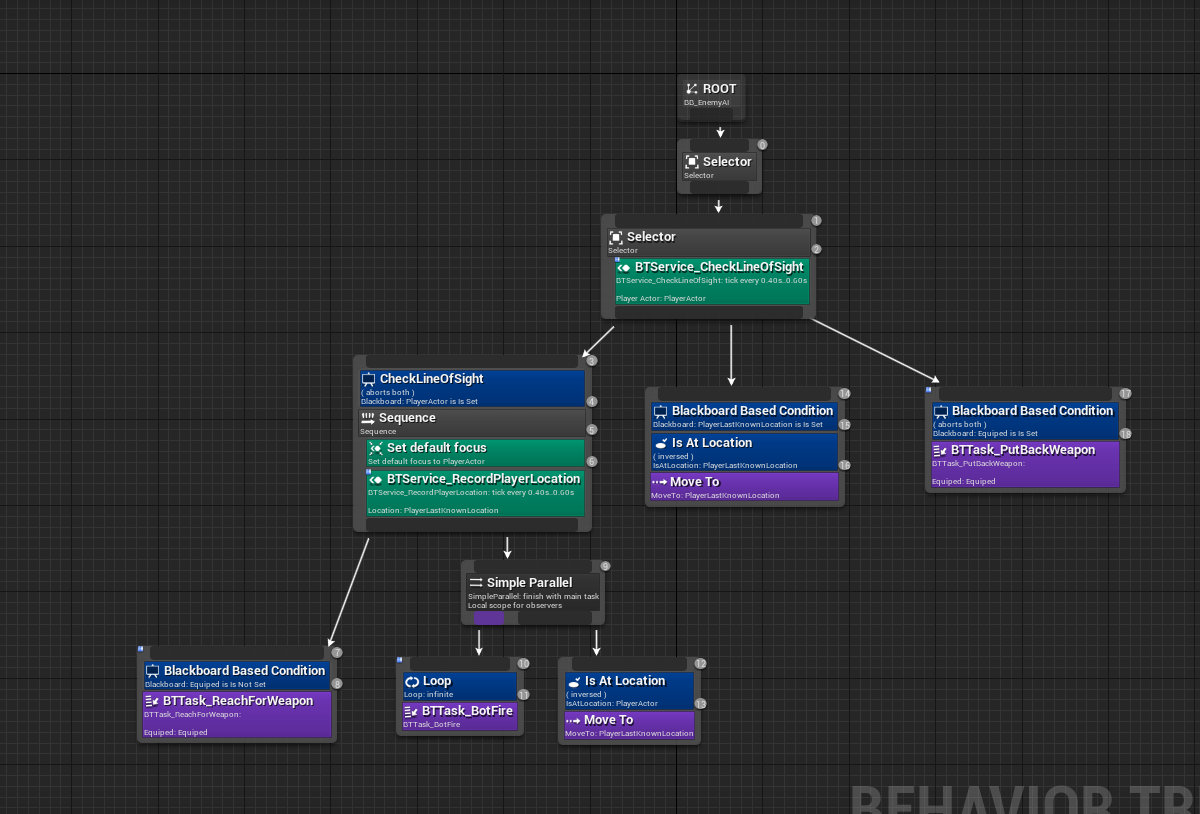 ROOT
BB_EnemyAI
0
Selector
Selector
1
Selector
Selector
2
BTService_CheckLineOfSight
BTService_CheckLineOfSight: tick every 0.40s..0.60s
Player Actor: PlayerActor
3
CheckLineOfSight
( aborts both )
Blackboard: PlayerActor is Is Set
4
Sequence
Sequence
5
Set default focus
Set default focus to PlayerActor
6
BTService_RecordPlayerLocation
BTService_RecordPlayerLocation: tick every 0.40s..0.60s
Location: PlayerLastKnownLocation
14
Blackboard Based Condition
Blackboard: PlayerLastKnownLocation is Is Set
15
Is At Location
( inversed )
IsAtLocation: PlayerLastKnownLocation
16
Move To
MoveTo: PlayerLastKnownLocation
17
Blackboard Based Condition
( aborts both )
Blackboard: Equiped is Is Set
18
BTTask_PutBackWeapon
BTTask_PutBackWeapon:
Equiped: Equiped
9
Simple Parallel
SimpleParallel: finish with main task
Local scope for observers
7
Blackboard Based Condition
Blackboard: Equiped is Is Not Set
8
BTTask_ReachForWeapon
BTTask_ReachForWeapon:
Equiped: Equiped
10
Loop
Loop: infinite
11
BTTask_BotFire
BTTask_BotFire
12
Is At Location
( inversed )
IsAtLocation: PlayerActor
13
Move To
MoveTo: PlayerLastKnownLocation
BEHAVIOR TR